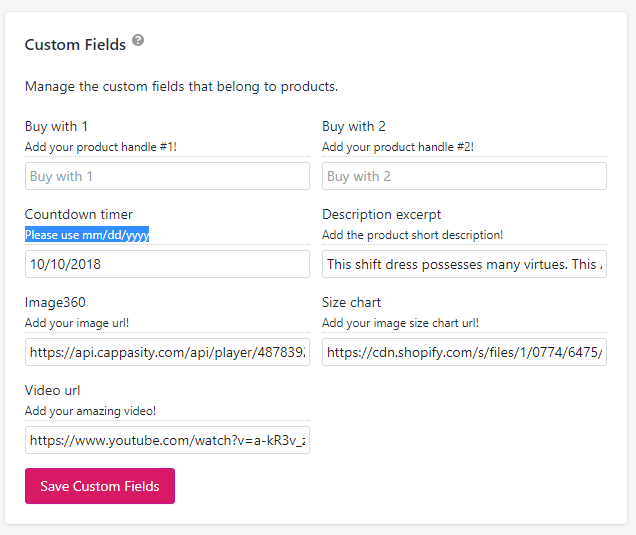 Custom Fields ?
Manage the custom fields that belong to products.
Buy with 1
Add your product handle #1!
Buy with 1
Buy with 2
Add your product handle #2!
Buy with 2
Countdown timer
Please use mm/dd/yyyy
10/10/2018
Description excerpt
Add the product short description!
This shift dress possesses many virtues. This
Image360
Add your image url!
https://api.cappasity.com/api/player/487839
Size chart
Add your image size chart url!
https://cdn.shopify.com/s/files/1/0774/6475/
Video url
Add your amazing video!
https://www.youtube.com/watch?v=a-kR3v_
Save Custom Fields